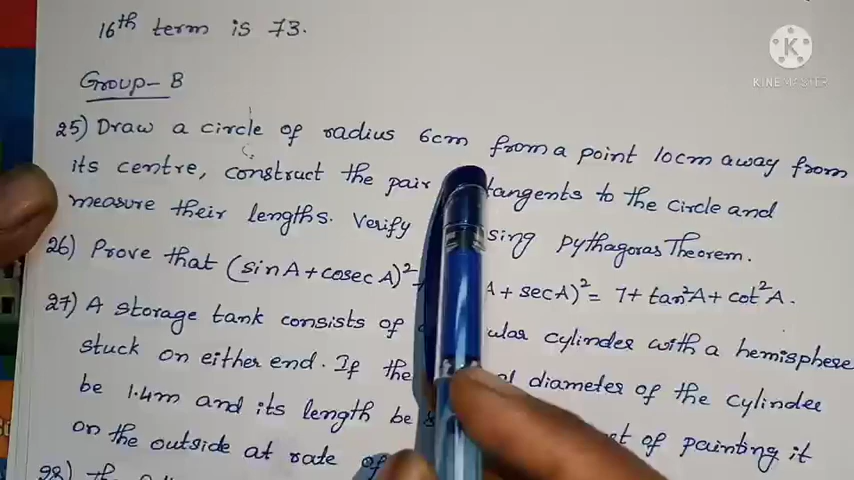 16th term is 73.
K
KINEMASTER
Group- B
25) Draw a circle of radius 6cm from a point 10cm away from
its centre, construct the pair tangents to the circle and
measure their lengths. Verify using pythagoras Theorem.
26) Prove that (sinA + cosec A)² A + sec A)² = 7 + tan²A + cot²A.
27) A storage tank consists of cylinder with a hemisphere
stuck on either end. If the diameter of the cylinder
be 1.4m and its length be of painting it
on the outside at rate of
28)